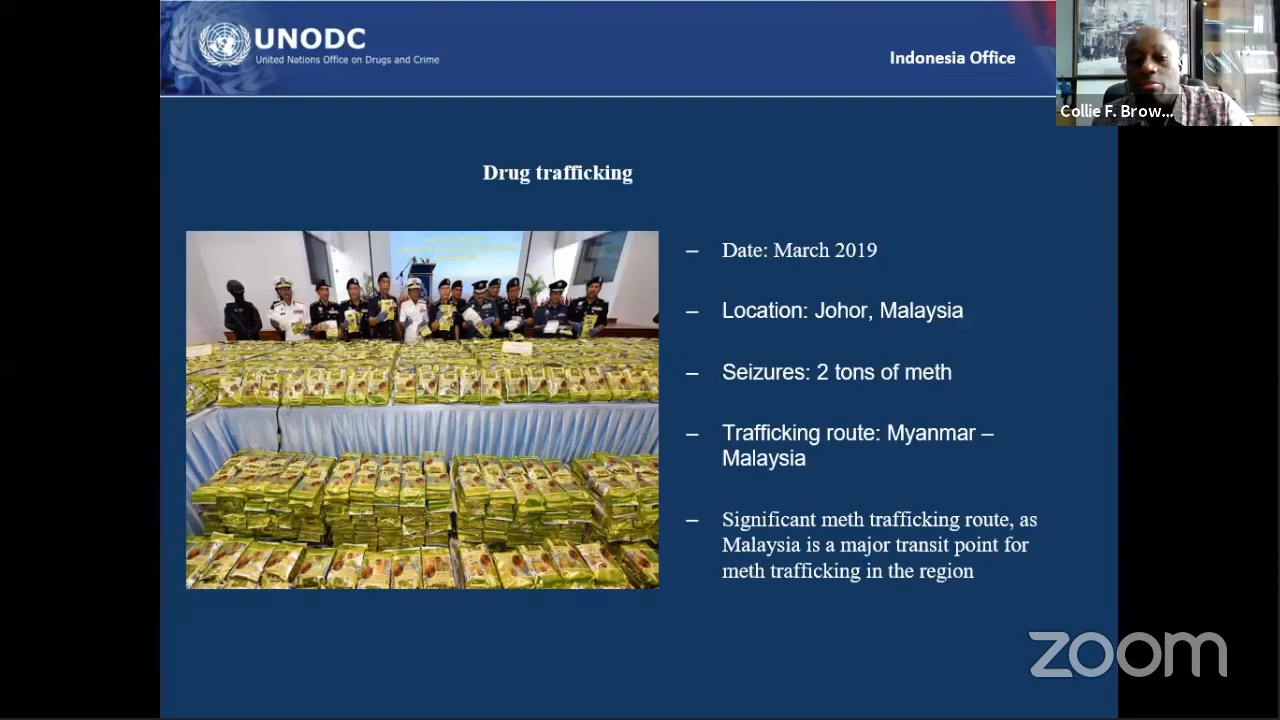 UNODC
United Nations Office on Drugs and Crime
Indonesia Office
Collie F. Brow...
Drug trafficking
– Date: March 2019
– Location: Johor, Malaysia
– Seizures: 2 tons of meth
– Trafficking route: Myanmar –
Malaysia
– Significant meth trafficking route, as
Malaysia is a major transit point for
meth trafficking in the region
zoom